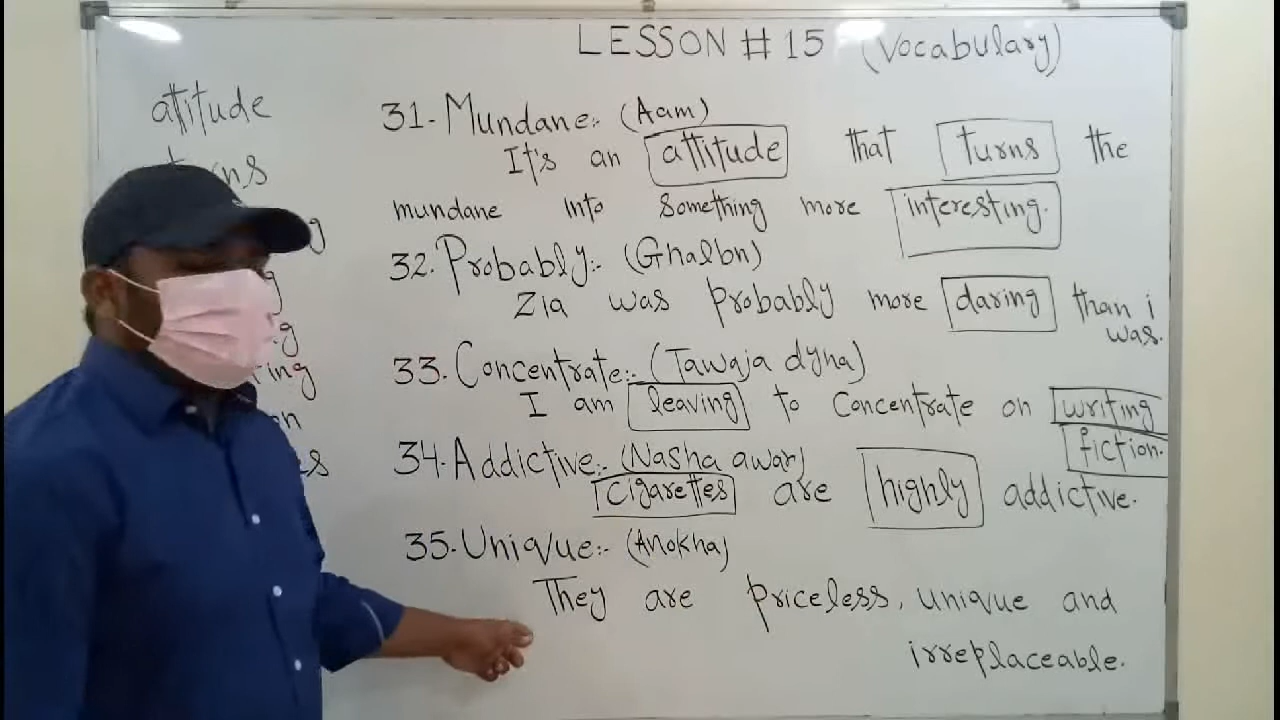 LESSON # 15 (Vocabulary)
attitude
31. Mundane:- (Aam)
It's an attitude that turns the
mundane into something more interesting.
32. Probably:- (Ghalbn)
Zia was probably more daring than i
was.
33. Concentrate:- (Tawaja dyna)
I am leaving to concentrate on writing
fiction.
34. Addictive:- (Nasha awar)
Cigarettes are highly addictive.
35. Unique:- (Anokha)
They are priceless, unique and
irreplaceable.